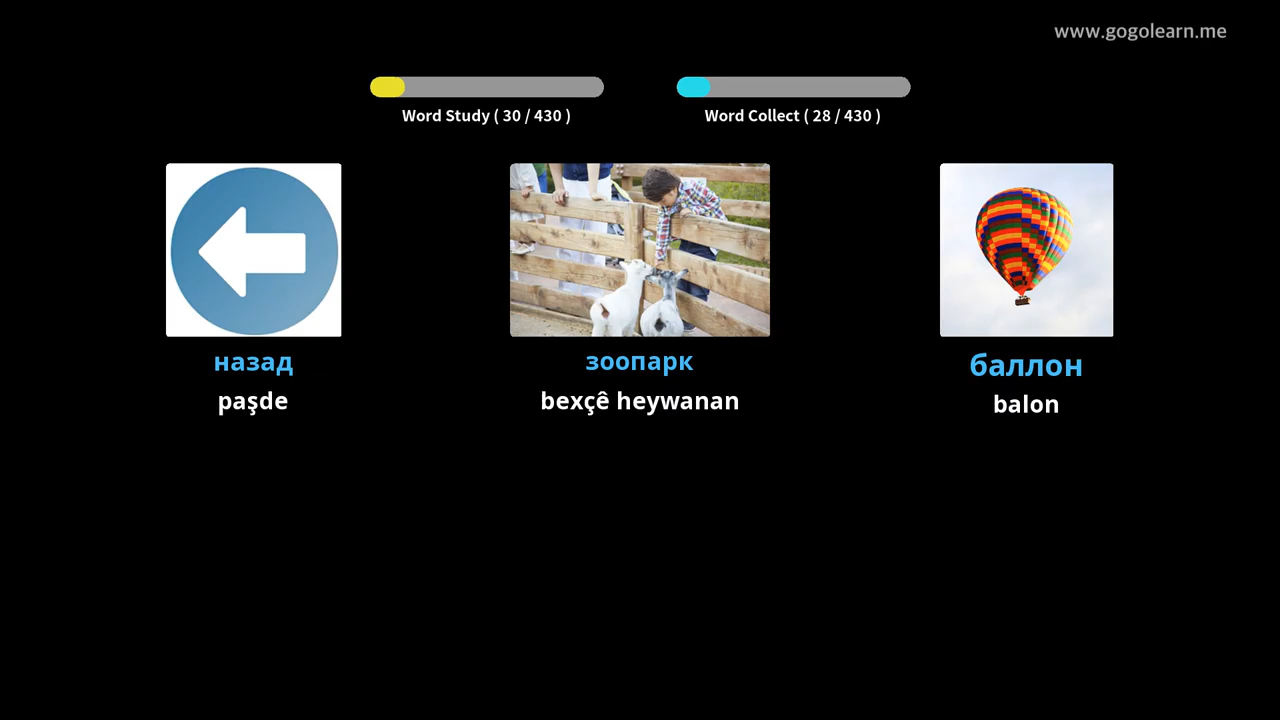 www.gogolearn.me
Word Study ( 30 / 430 )
Word Collect ( 28 / 430 )
назад
зоопарк
баллон
paşde
bexçê heywanan
balon